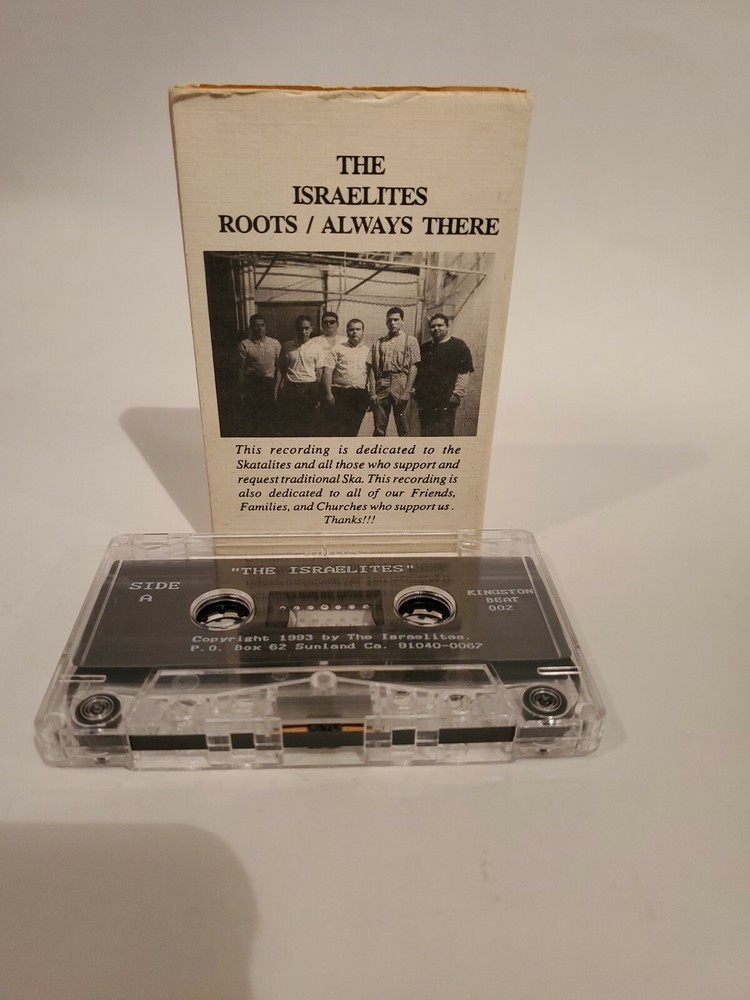 THE
ISRAELITES
ROOTS / ALWAYS THERE
This recording is dedicated to the
Skatalites and all those who support and
request traditional Ska. This recording is
also dedicated to all of our Friends,
Families, and Churches who support us .
Thanks!!!
"THE ISRAELITES"
SIDE
A
KINGSTON
BEAT
002
Copyright 1993 by The Israelites.
P.O. Box 62 Sunland Ca. 91040-0062